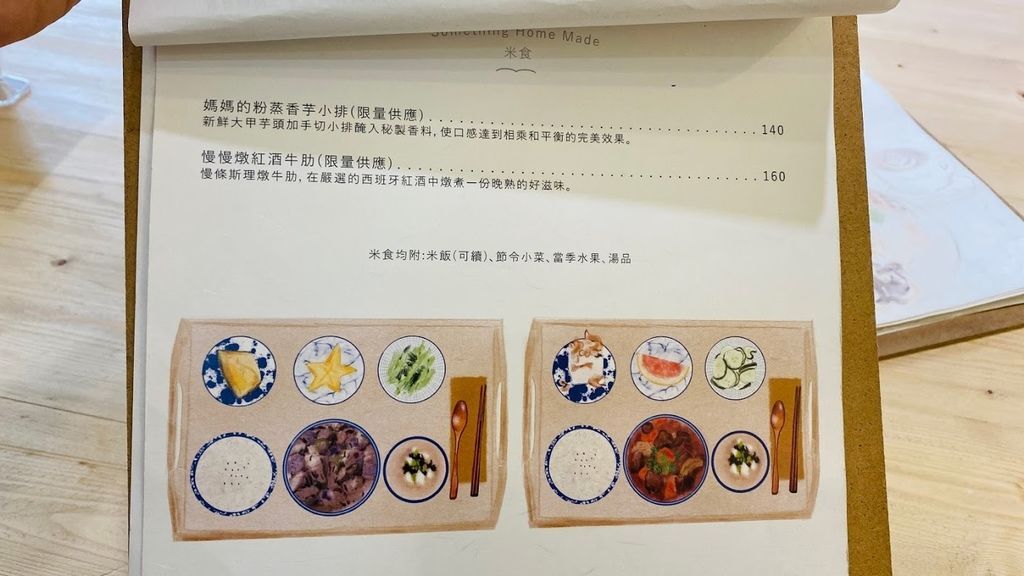 Something Home Made
米食
媽媽的粉蒸香芋小排(限量供應) 140
新鮮大甲芋頭加手切小排醃入秘製香料,使口感達到相乘和平衡的完美效果。
慢慢燉紅酒牛肋(限量供應) 160
慢條斯理燉牛肋,在嚴選的西班牙紅酒中燉煮一份晚熟的好滋味。
米食均附:米飯(可續)、節令小菜、當季水果、湯品